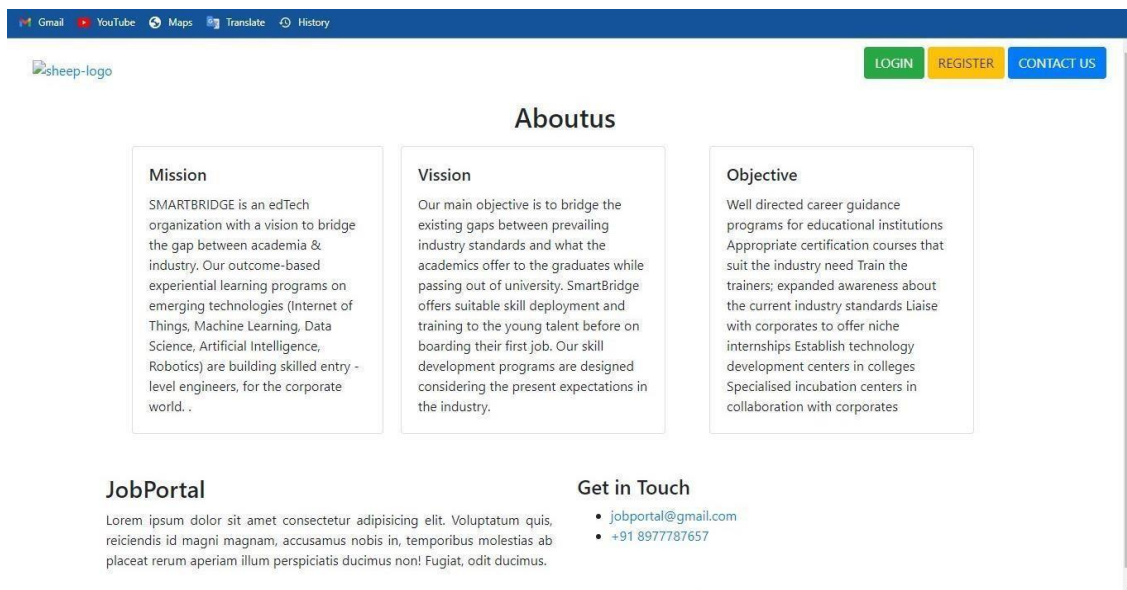 Gmail YouTube Maps Translate History
sheep-logo
LOGIN REGISTER CONTACT US
Aboutus
Mission
SMARTBRIDGE is an edTech
organization with a vision to bridge
the gap between academia &
industry. Our outcome-based
experiential learning programs on
emerging technologies (Internet of
Things, Machine Learning, Data
Science, Artificial Intelligence,
Robotics) are building skilled entry -
level engineers, for the corporate
world. .
Vission
Our main objective is to bridge the
existing gaps between prevailing
industry standards and what the
academics offer to the graduates while
passing out of university. SmartBridge
offers suitable skill deployment and
training to the young talent before on
boarding their first job. Our skill
development programs are designed
considering the present expectations in
the industry.
Objective
Well directed career guidance
programs for educational institutions
Appropriate certification courses that
suit the industry need Train the
trainers; expanded awareness about
the current industry standards Liaise
with corporates to offer niche
internships Establish technology
development centers in colleges
Specialised incubation centers in
collaboration with corporates
JobPortal
Lorem ipsum dolor sit amet consectetur adipisicing elit. Voluptatum quis,
reiciendis id magni magnam, accusamus nobis in, temporibus molestias ab
placeat rerum aperiam illum perspiciatis ducimus non! Fugiat, odit ducimus.
Get in Touch
jobportal@gmail.com
+91 8977787657